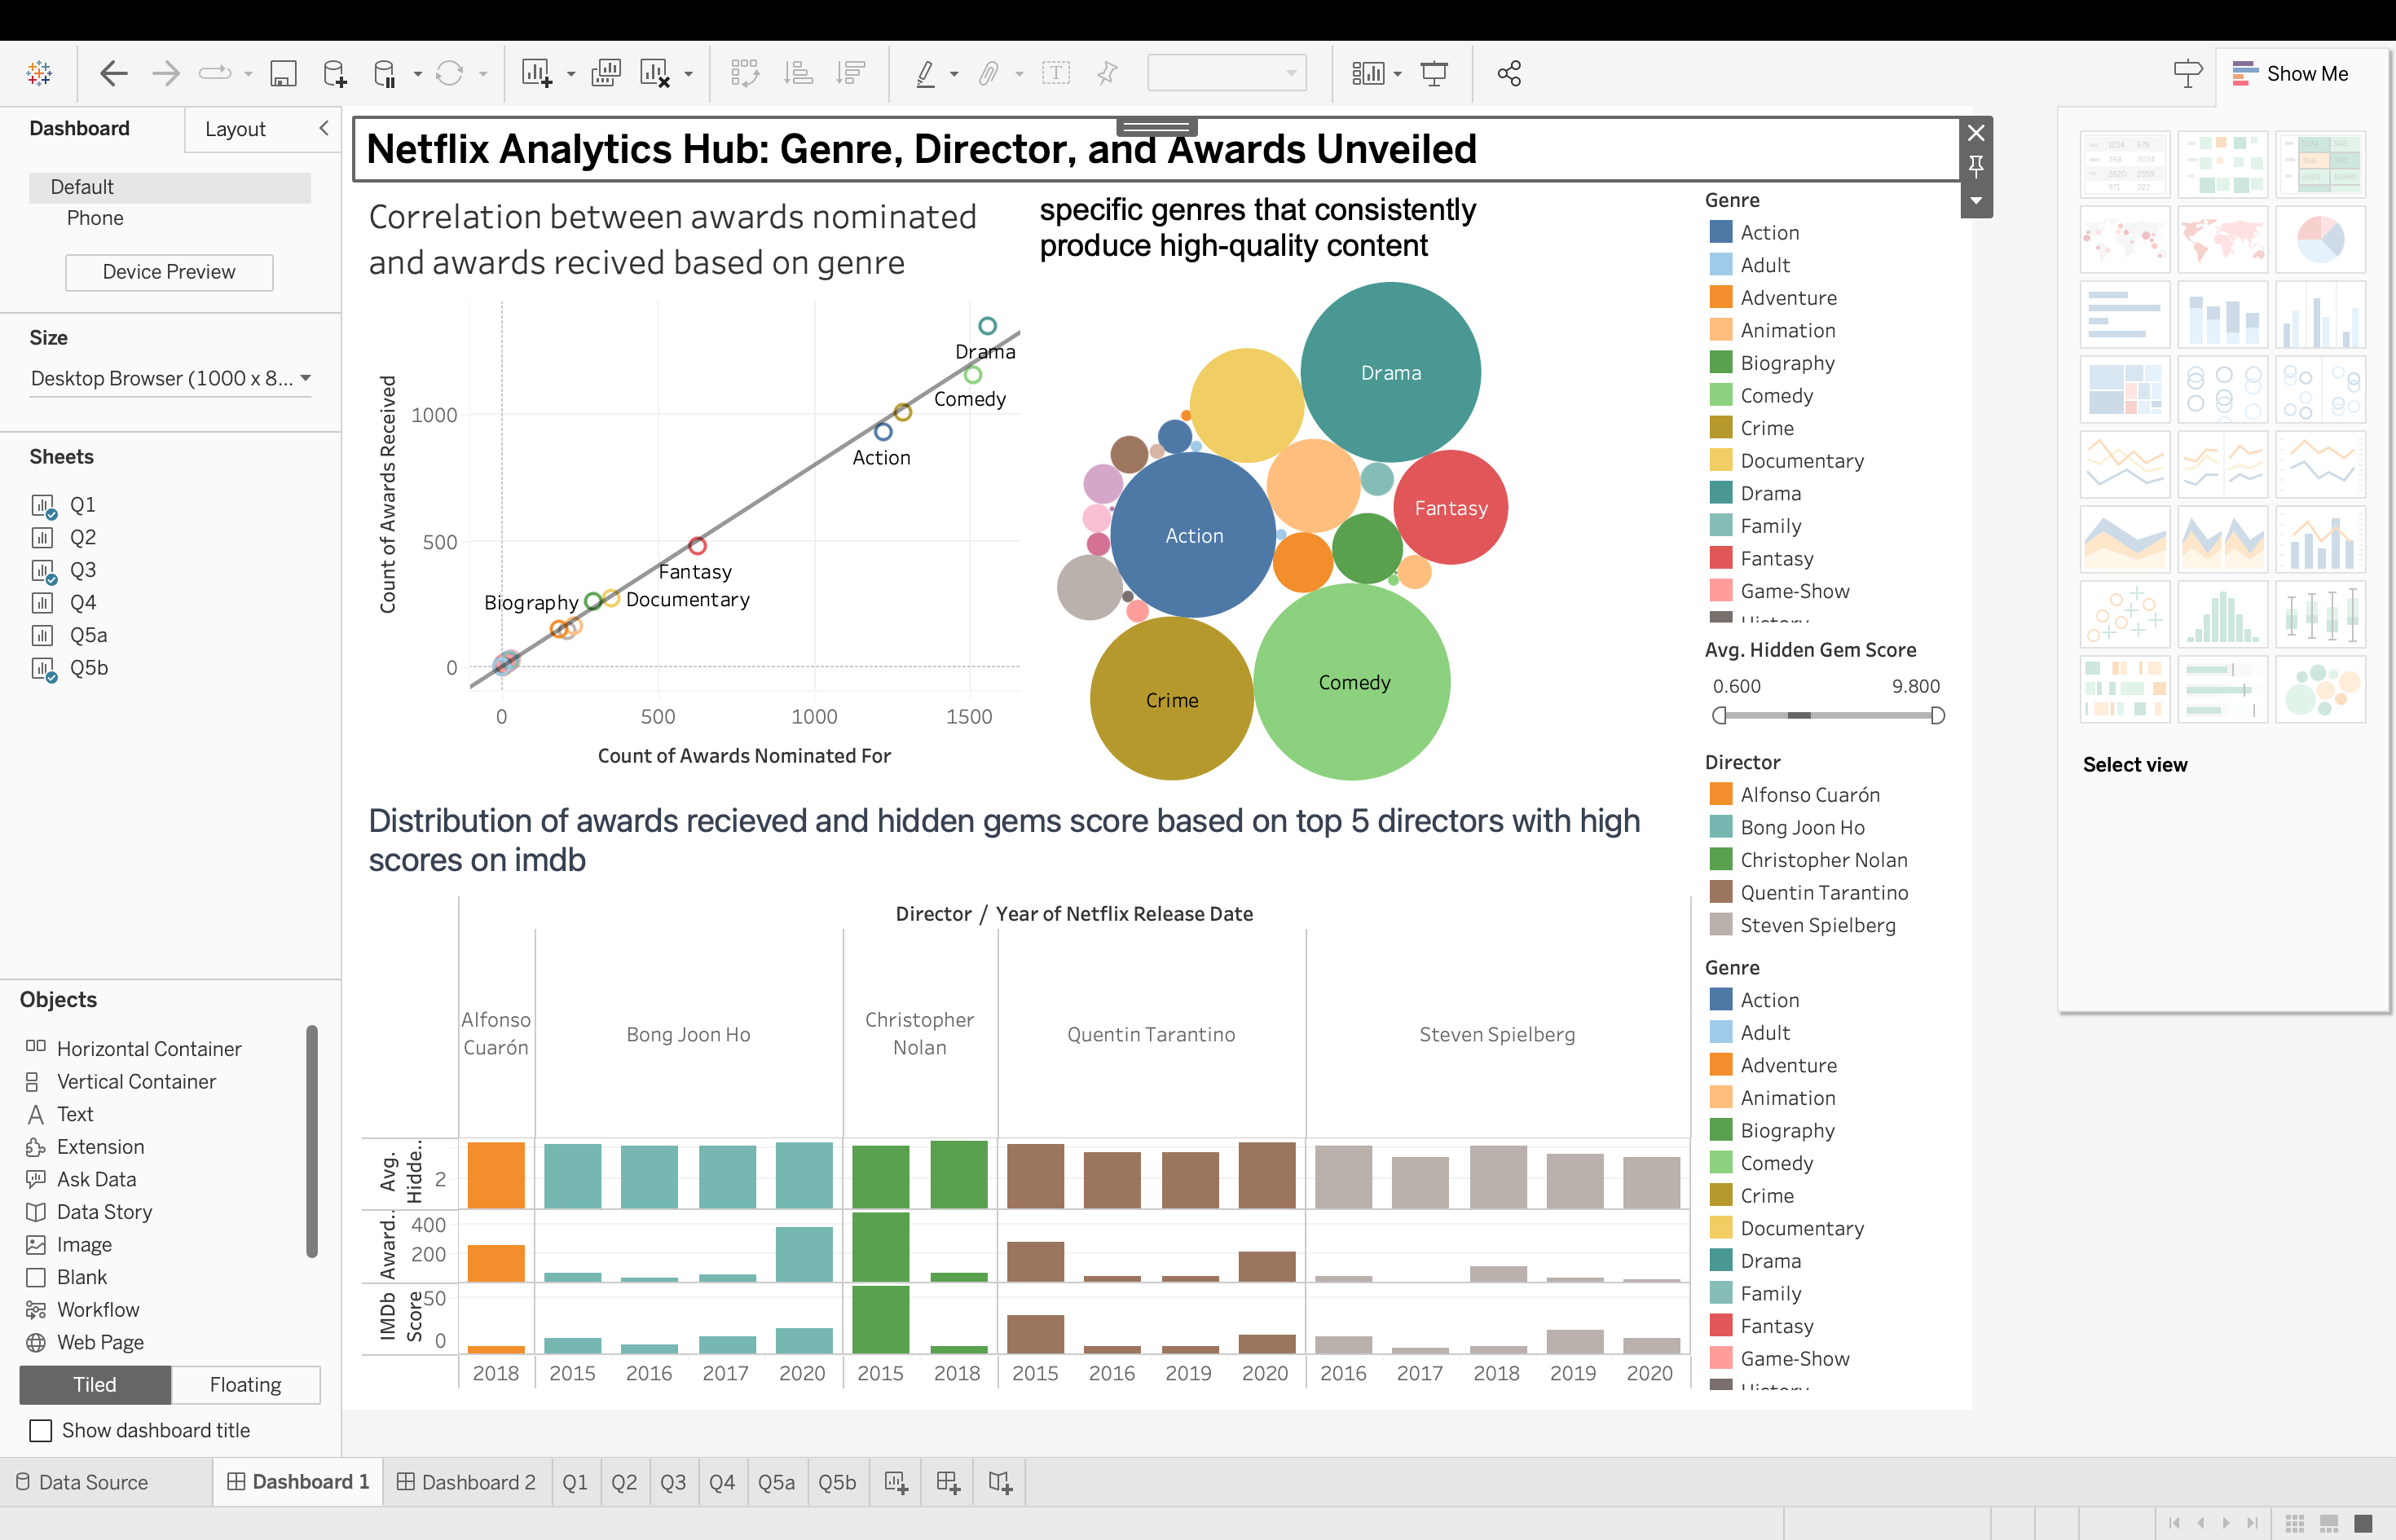 Show Me
Dashboard
Layout
Default
Phone
Device Preview
Size
Desktop Browser (1000 x 8...
Sheets
Q1
Q2
Q3
Q4
Q5a
Q5b
Objects
Horizontal Container
Vertical Container
Text
Extension
Ask Data
Data Story
Image
Blank
Workflow
Web Page
Tiled
Floating
Show dashboard title
Netflix Analytics Hub: Genre, Director, and Awards Unveiled
Correlation between awards nominated
and awards recived based on genre
Count of Awards Received
1000
500
0
Drama
Comedy
Action
Fantasy
Biography
Documentary
0
500
1000
1500
Count of Awards Nominated For
specific genres that consistently
produce high-quality content
Drama
Fantasy
Action
Comedy
Crime
Distribution of awards recieved and hidden gems score based on top 5 directors with high
scores on imdb
Director / Year of Netflix Release Date
Alfonso
Cuarón
Bong Joon Ho
Christopher
Nolan
Quentin Tarantino
Steven Spielberg
Avg.
Hidde..
2
Award..
400
200
IMDb
Score
50
0
2018
2015
2016
2017
2020
2015
2018
2015
2016
2019
2020
2016
2017
2018
2019
2020
Genre
Action
Adult
Adventure
Animation
Biography
Comedy
Crime
Documentary
Drama
Family
Fantasy
Game-Show
History
Avg. Hidden Gem Score
0.600
9.800
Director
Alfonso Cuarón
Bong Joon Ho
Christopher Nolan
Quentin Tarantino
Steven Spielberg
Genre
Action
Adult
Adventure
Animation
Biography
Comedy
Crime
Documentary
Drama
Family
Fantasy
Game-Show
History
Select view
Data Source
Dashboard 1
Dashboard 2
Q1
Q2
Q3
Q4
Q5a
Q5b